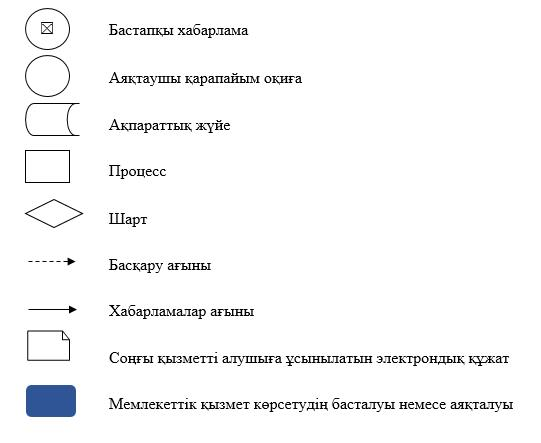 Бастапқы хабарлама
Аяқтаушы қарапайым оқиға
Ақпараттық жүйе
Процесс
Шарт
Басқару ағыны
Хабарламалар ағыны
Соңғы қызметті алушыға ұсынылатын электрондық құжат
Мемлекеттік қызмет көрсетудің басталуы немесе аяқталуы